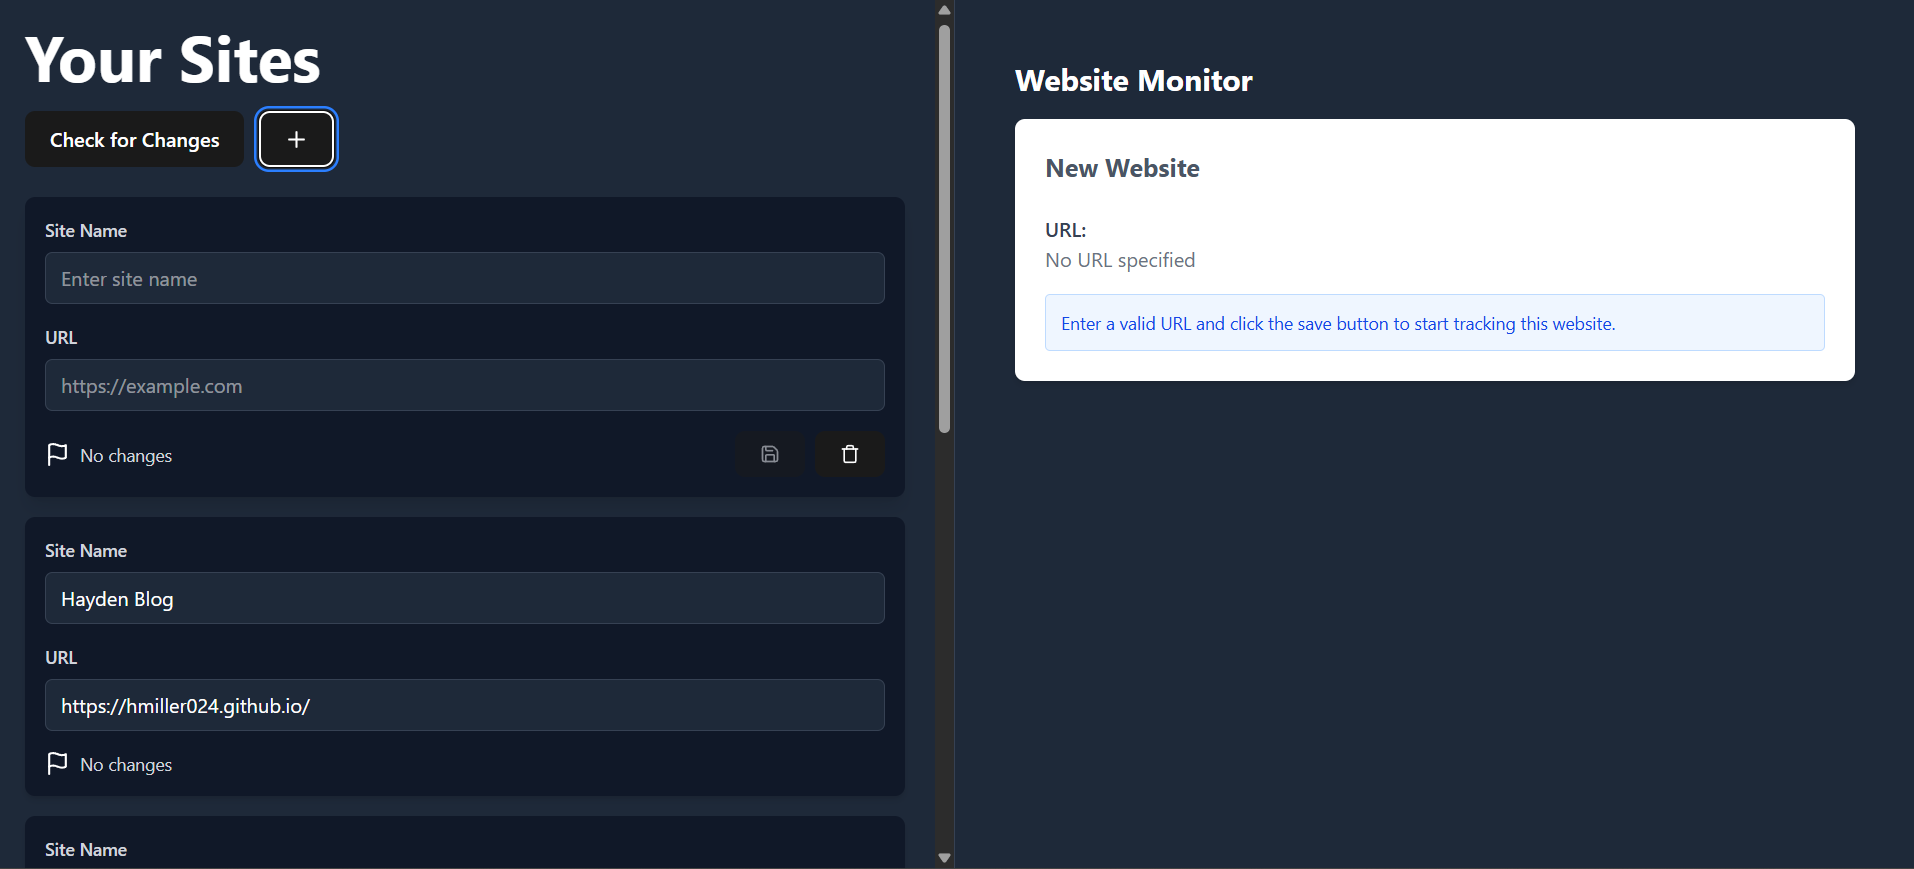 Your Sites
Check for Changes
+
Site Name
Enter site name
URL
https://example.com
No changes
Site Name
Hayden Blog
URL
https://hmiller024.github.io/
No changes
Site Name
Website Monitor
New Website
URL:
No URL specified
Enter a valid URL and click the save button to start tracking this website.